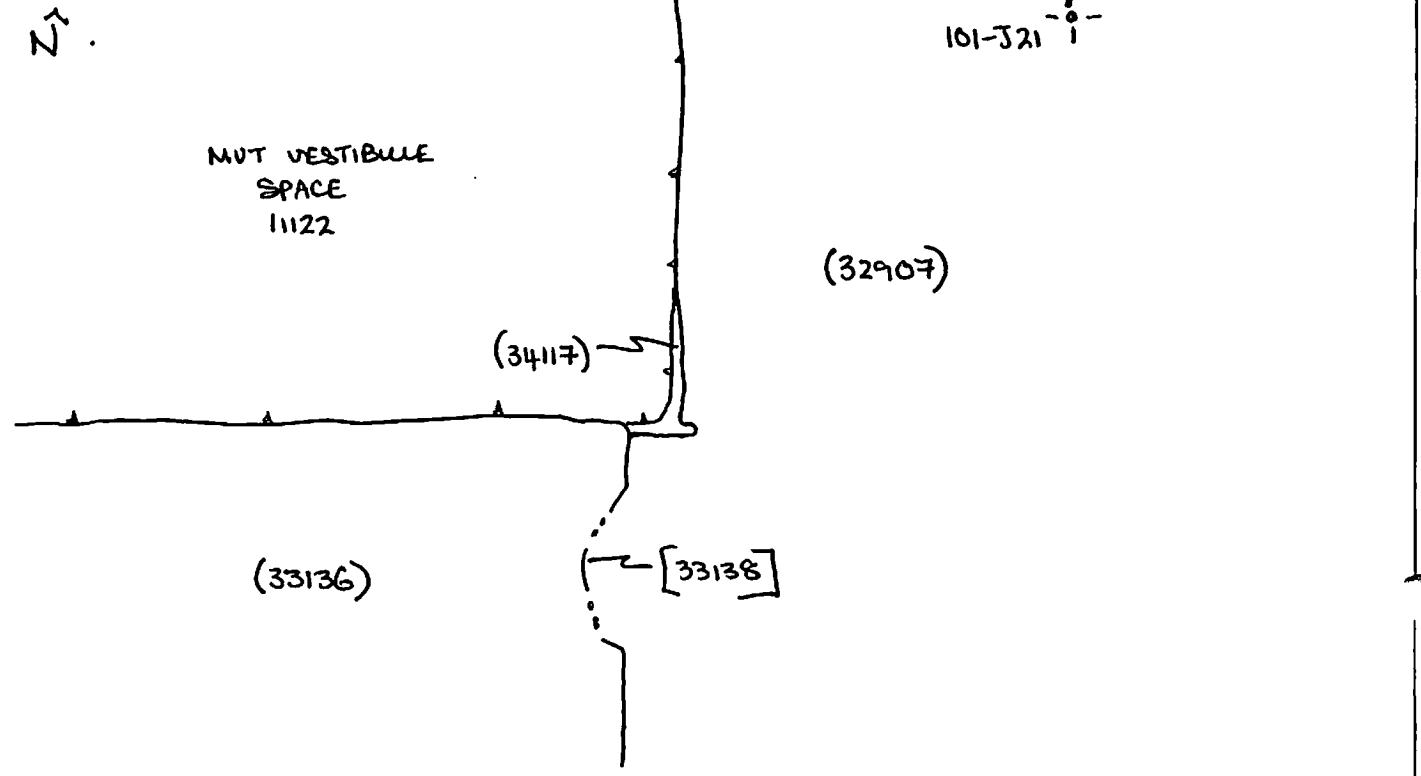 N
101-J21
MUT VESTIBULE
SPACE
11122
(32907)
(34117)
(33136)
[33138]